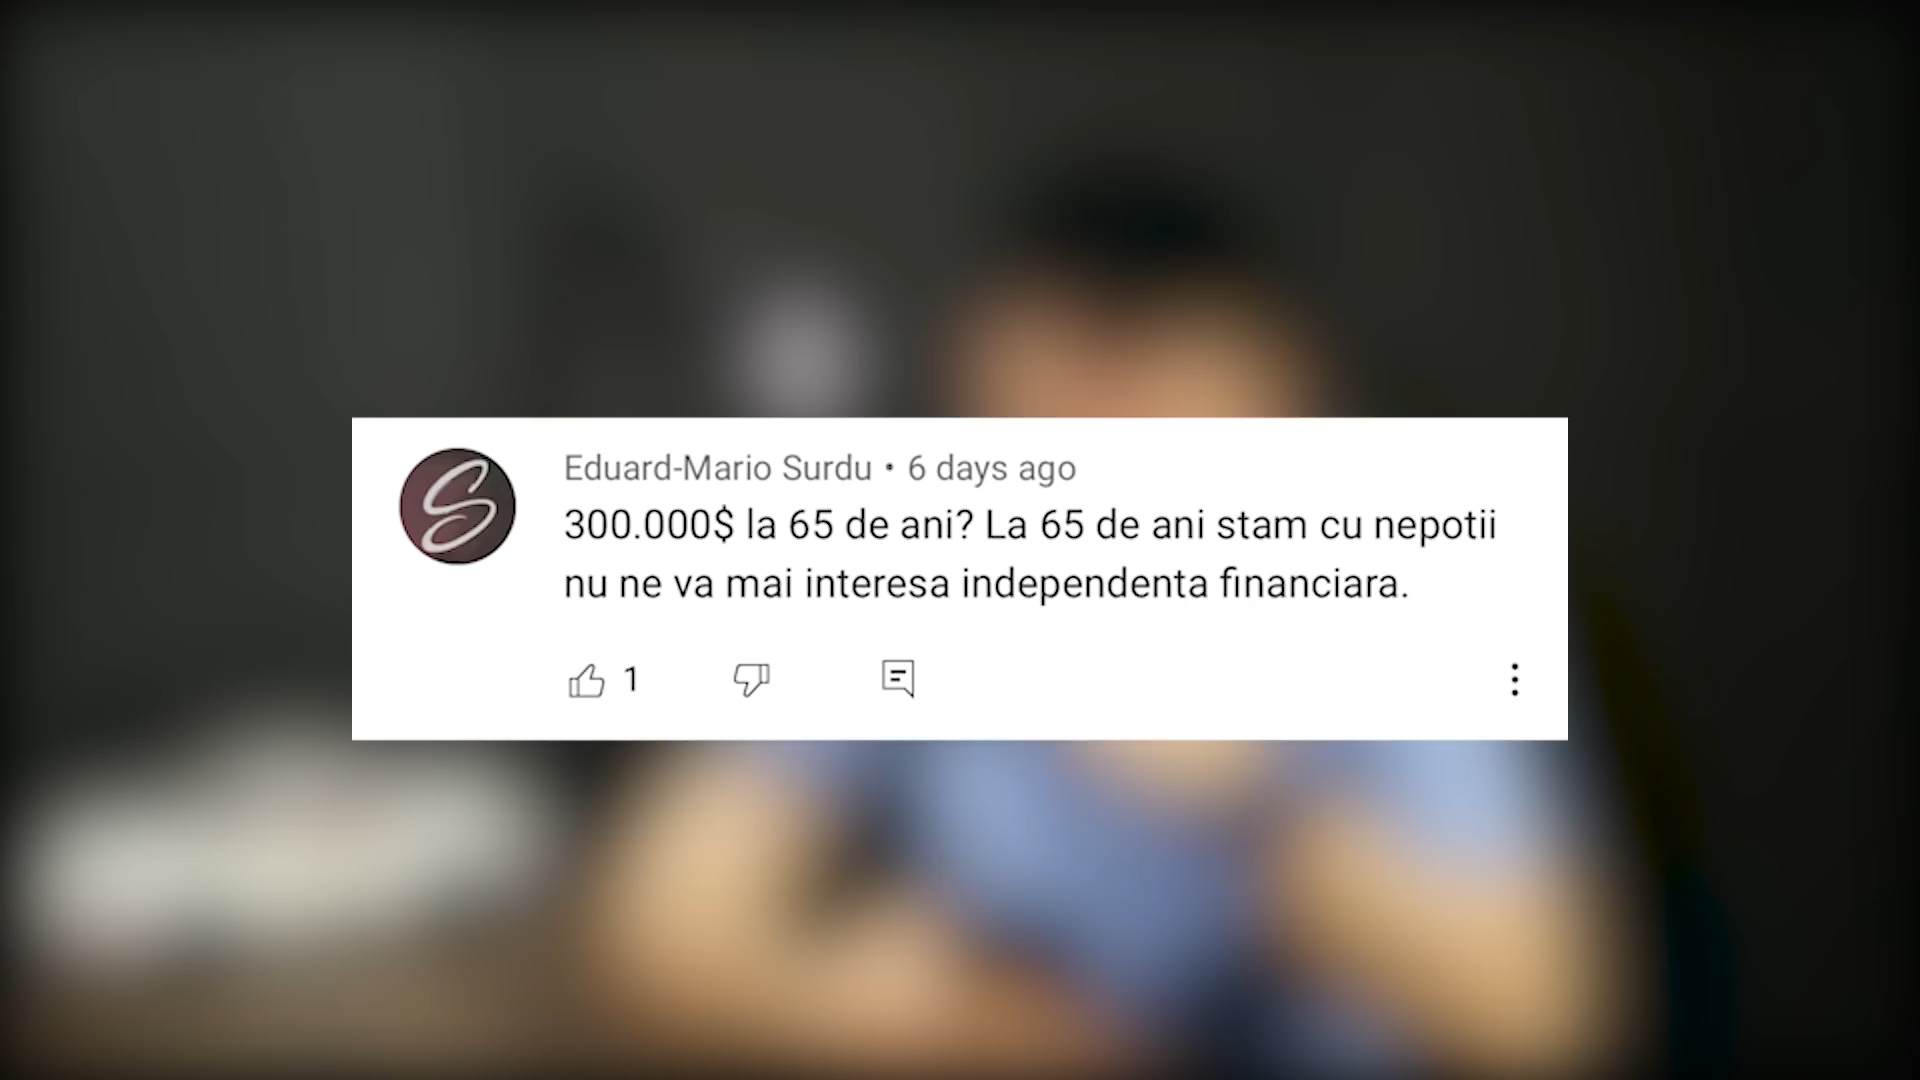 Eduard-Mario Surdu • 6 days ago
300.000$ la 65 de ani? La 65 de ani stam cu nepotii
nu ne va mai interesa independenta financiara.
1